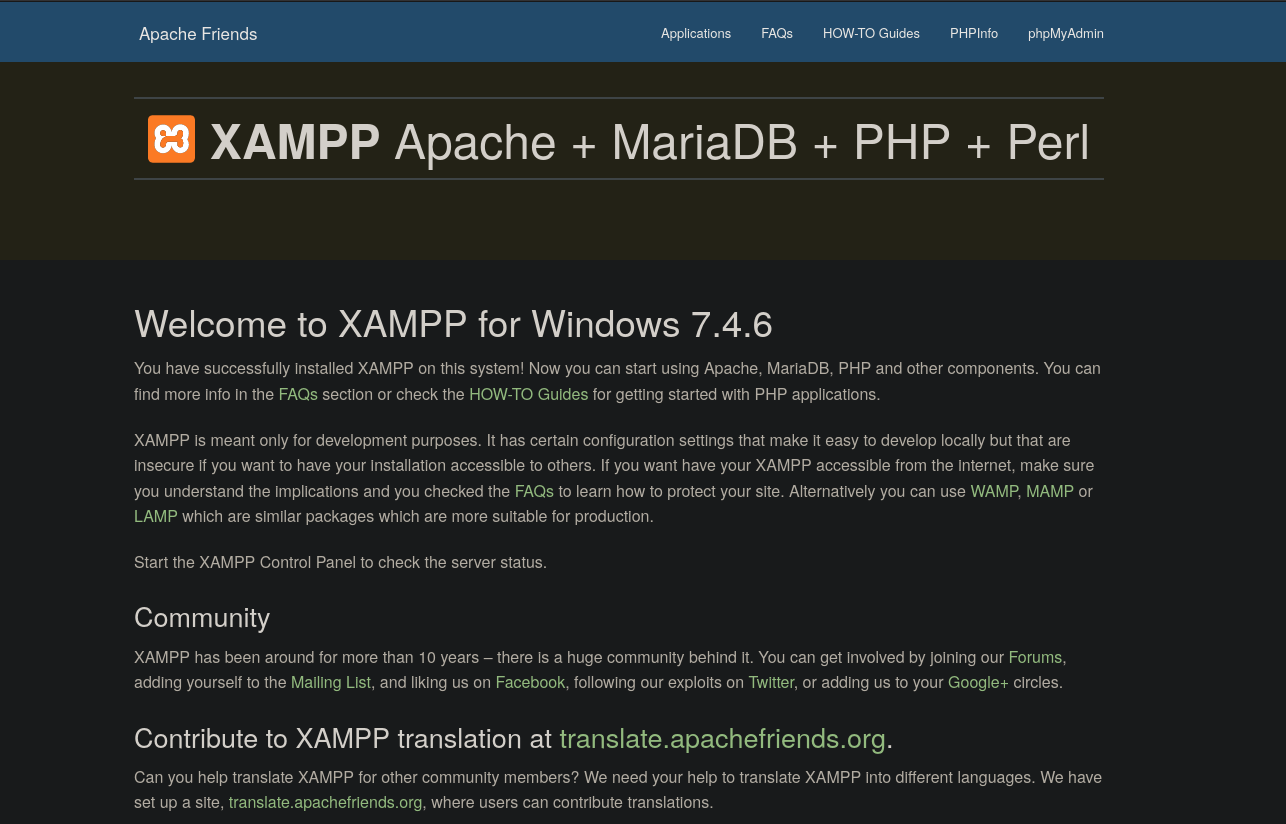 Apache Friends
Applications FAQs HOW-TO Guides PHPInfo phpMyAdmin
XAMPP Apache + MariaDB + PHP + Perl
Welcome to XAMPP for Windows 7.4.6
You have successfully installed XAMPP on this system! Now you can start using Apache, MariaDB, PHP and other components. You can
find more info in the FAQs section or check the HOW-TO Guides for getting started with PHP applications.
XAMPP is meant only for development purposes. It has certain configuration settings that make it easy to develop locally but that are
insecure if you want to have your installation accessible to others. If you want have your XAMPP accessible from the internet, make sure
you understand the implications and you checked the FAQs to learn how to protect your site. Alternatively you can use WAMP, MAMP or
LAMP which are similar packages which are more suitable for production.
Start the XAMPP Control Panel to check the server status.
Community
XAMPP has been around for more than 10 years – there is a huge community behind it. You can get involved by joining our Forums,
adding yourself to the Mailing List, and liking us on Facebook, following our exploits on Twitter, or adding us to your Google+ circles.
Contribute to XAMPP translation at translate.apachefriends.org.
Can you help translate XAMPP for other community members? We need your help to translate XAMPP into different languages. We have
set up a site, translate.apachefriends.org, where users can contribute translations.